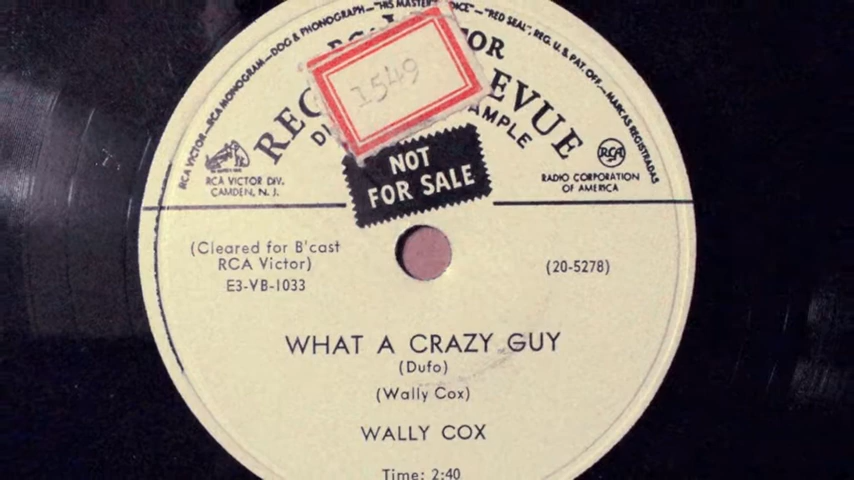 RCA VICTOR—RCA MONOGRAM—DOG & PHONOGRAPH—"HIS MASTER'S VOICE"—"RED SEAL", REG. U.S. PAT. OFF.—MARCAS REGISTRADAS
1549
EVUE
AMPLE
NOT
FOR SALE
RCA VICTOR DIV.
CAMDEN, N. J.
RCA
RADIO CORPORATION
OF AMERICA
(Cleared for B'cast
RCA Victor)
E3-VB-1033
(20-5278)
WHAT A CRAZY GUY
(Dufo)
(Wally Cox)
WALLY COX
Time: 2:40